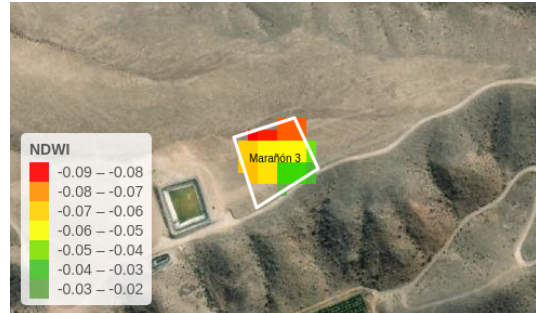 Marañón 3
NDWI
-0.09 – -0.08
-0.08 – -0.07
-0.07 – -0.06
-0.06 – -0.05
-0.05 – -0.04
-0.04 – -0.03
-0.03 – -0.02